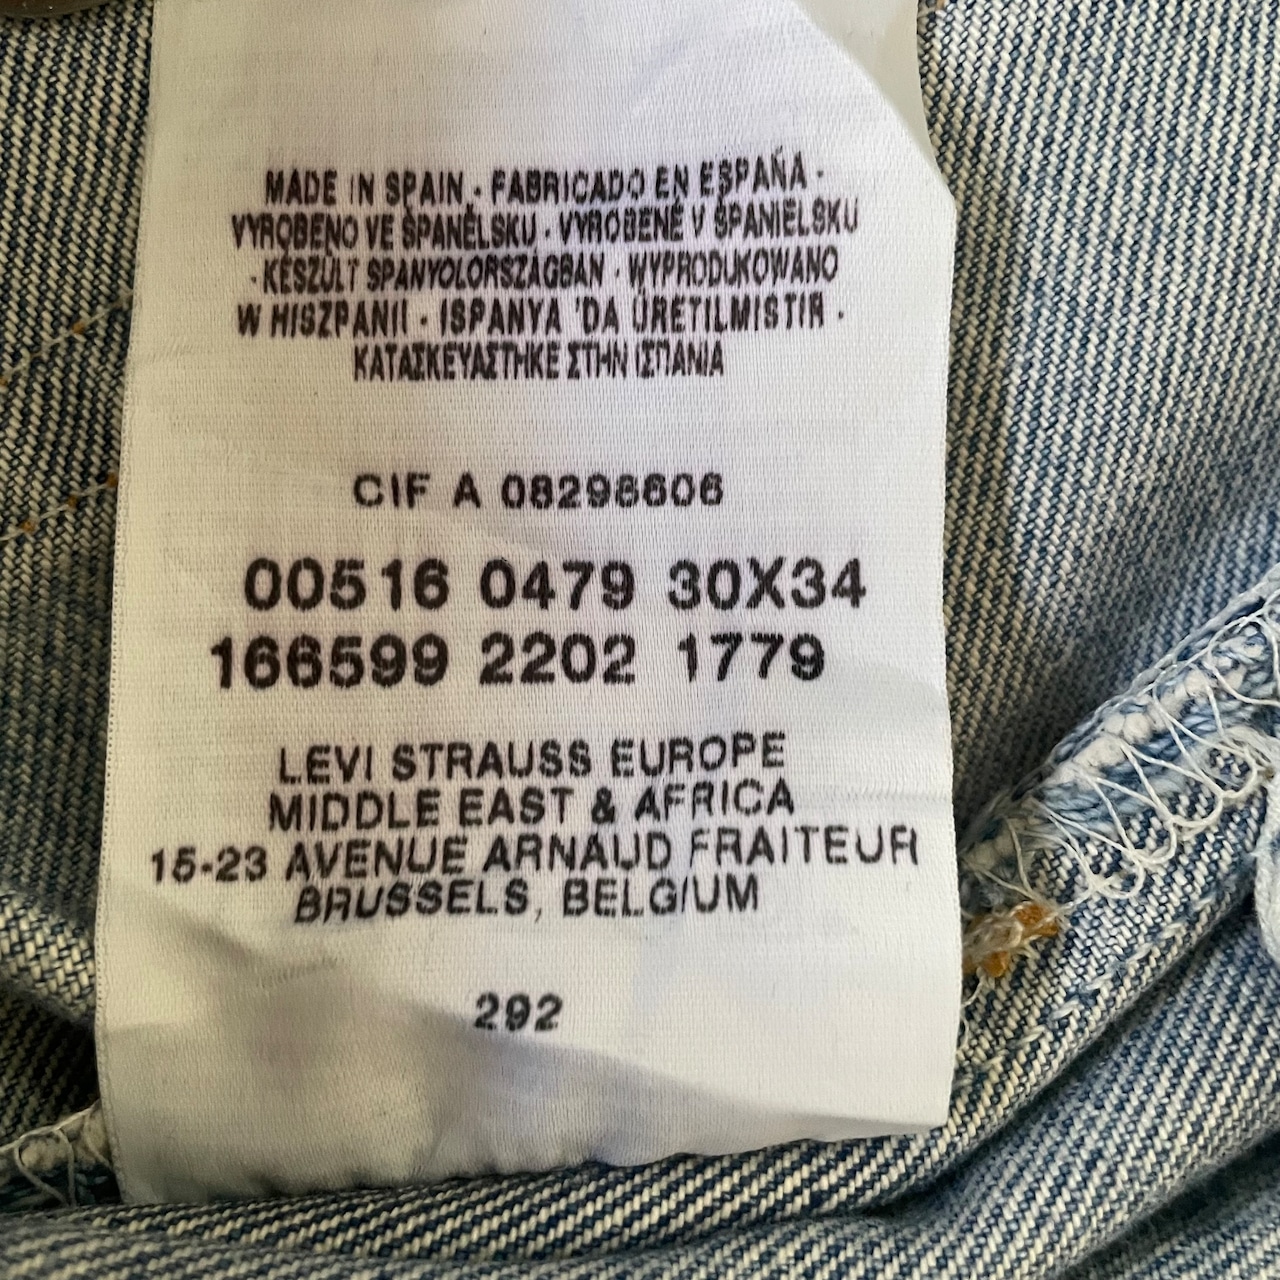 MADE IN SPAIN · FABRICADO EN ESPAÑA ·
VYROBENO VE ŠPANĚLSKU · VYROBENÉ V ŠPANIELSKU
· KÉSZÜLT SPANYOLORSZÁGBAN · WYPRODUKOWANO
W HISZPANII · ISPANYA 'DA ÜRETILMISTIR ·
ΚΑΤΑΣΚΕΥΑΣΤΗΚΕ ΣΤΗΝ ΙΣΠΑΝΙΑ
CIF A 08298606
00516 0479 30X34
166599 2202 1779
LEVI STRAUSS EUROPE
MIDDLE EAST & AFRICA
15-23 AVENUE ARNAUD FRAITEUR
BRUSSELS, BELGIUM
292